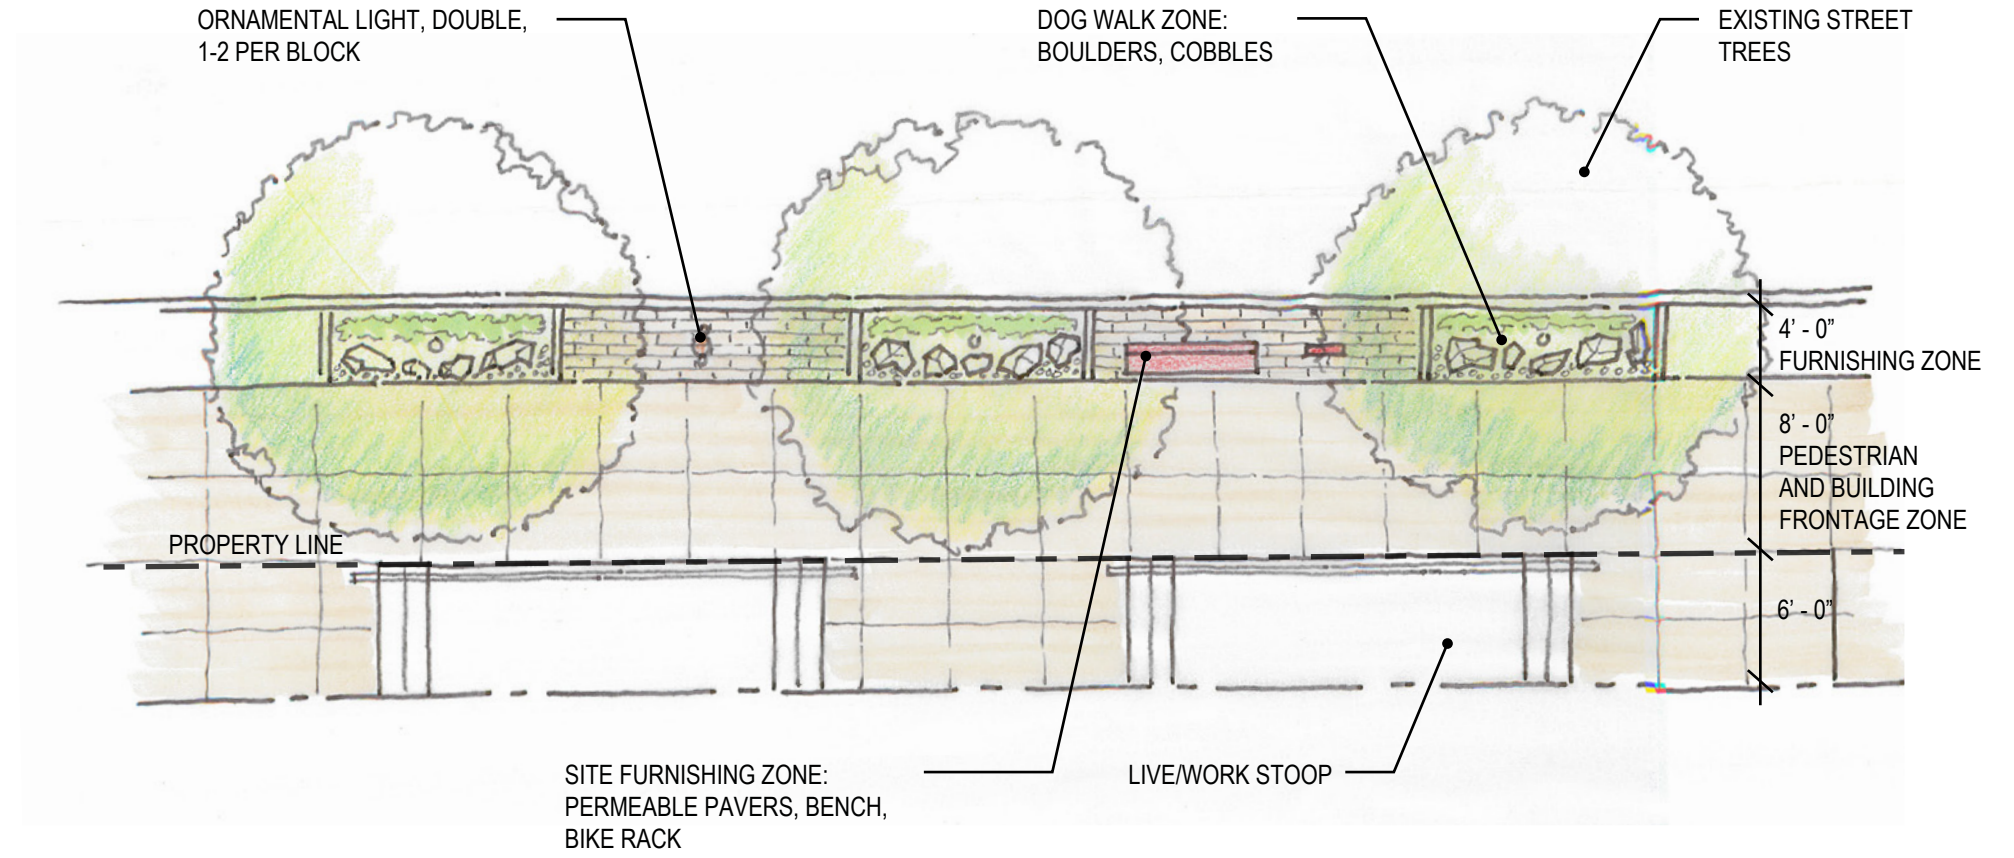 ORNAMENTAL LIGHT, DOUBLE,
1-2 PER BLOCK
DOG WALK ZONE:
BOULDERS, COBBLES
EXISTING STREET
TREES
4' - 0"
FURNISHING ZONE
8' - 0"
PEDESTRIAN
AND BUILDING
FRONTAGE ZONE
PROPERTY LINE
6' - 0"
SITE FURNISHING ZONE:
PERMEABLE PAVERS, BENCH,
BIKE RACK
LIVE/WORK STOOP